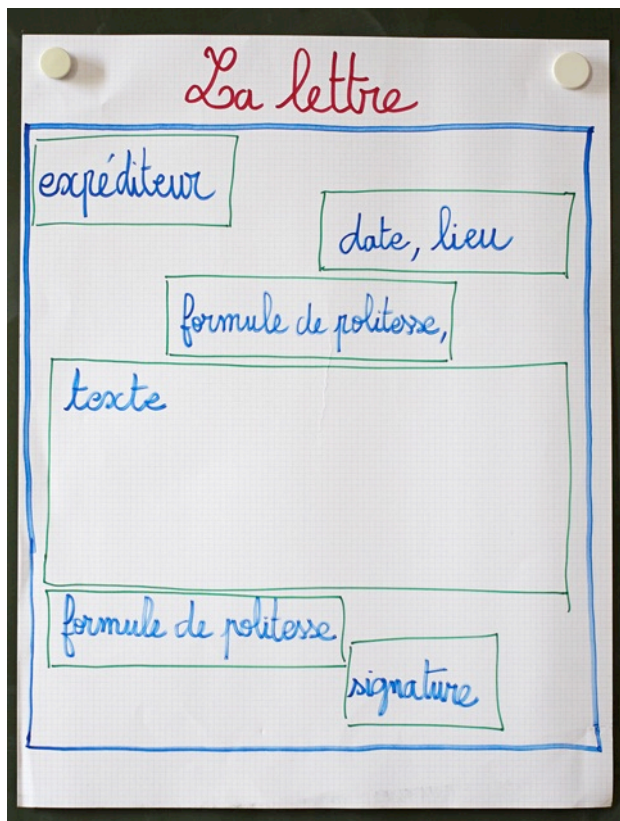 La lettre
expéditeur
date, lieu
formule de politesse,
texte
formule de politesse
signature